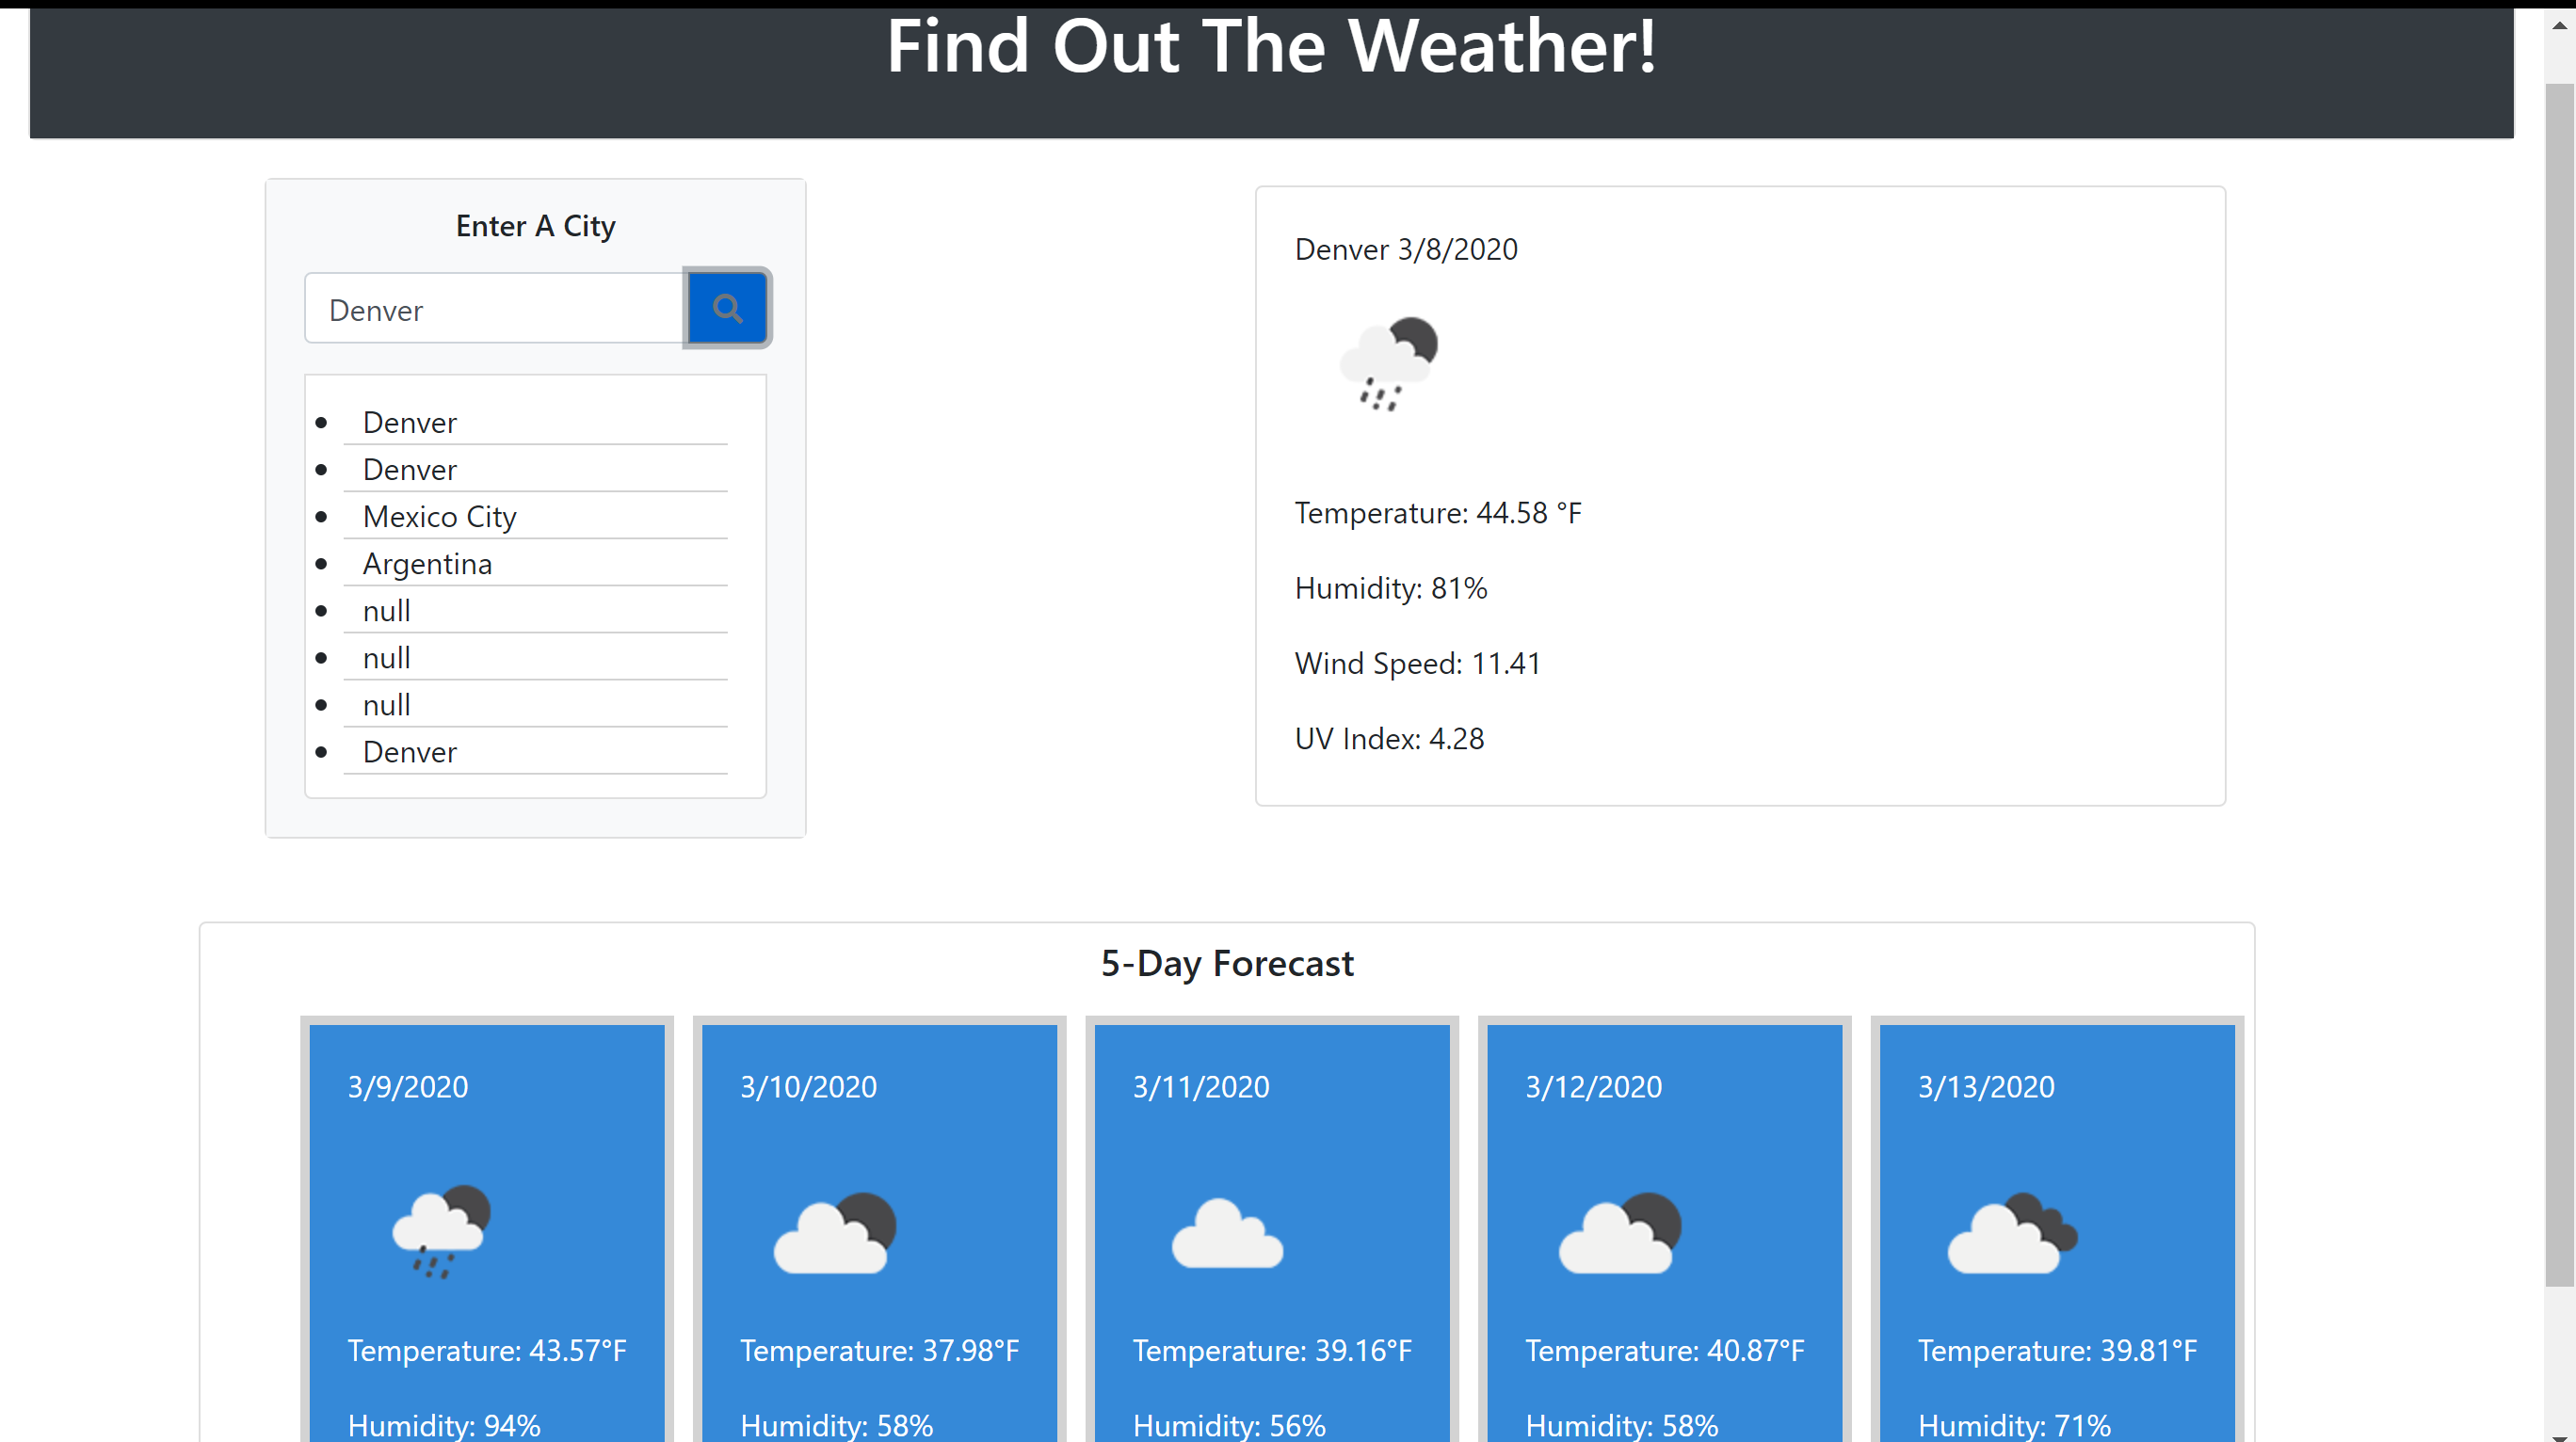 Find Out The Weather!
Enter A City
Denver
Denver
Denver
Mexico City
Argentina
null
null
null
Denver
Denver 3/8/2020
Temperature: 44.58 °F
Humidity: 81%
Wind Speed: 11.41
UV Index: 4.28
5-Day Forecast
3/9/2020
Temperature: 43.57°F
Humidity: 94%
3/10/2020
Temperature: 37.98°F
Humidity: 58%
3/11/2020
Temperature: 39.16°F
Humidity: 56%
3/12/2020
Temperature: 40.87°F
Humidity: 58%
3/13/2020
Temperature: 39.81°F
Humidity: 71%